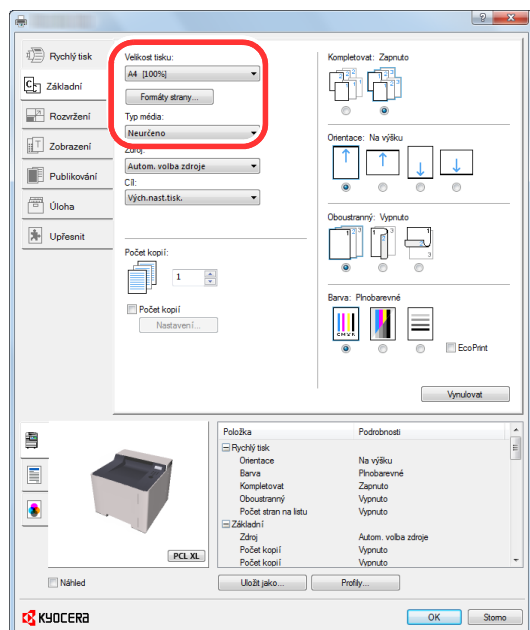 Rychlý tisk
Základní
Rozvržení
Zobrazení
Publikování
Úloha
Upřesnit
Velikost tisku:
A4 [100%]
Formáty strany...
Typ média:
Neurčeno
Zdroj:
Autom. volba zdroje
Cíl:
Vých.nast.tisk.
Počet kopií:
1
Počet kopií
Nastavení...
Kompletovat: Zapnuto
Orientace: Na výšku
Oboustranný: Vypnuto
Barva: Plnobarevné
CMYK
EcoPrint
Vynulovat
PCL XL
Položka Podrobnosti
Rychlý tisk
Orientace Na výšku
Barva Plnobarevné
Kompletovat Zapnuto
Oboustranný Vypnuto
Počet stran na listu Vypnuto
Základní
Zdroj Autom. volba zdroje
Počet kopií Vypnuto
Počet kopií Vypnuto
Náhled
Uložit jako... Profily...
KYOCERA
OK Storno